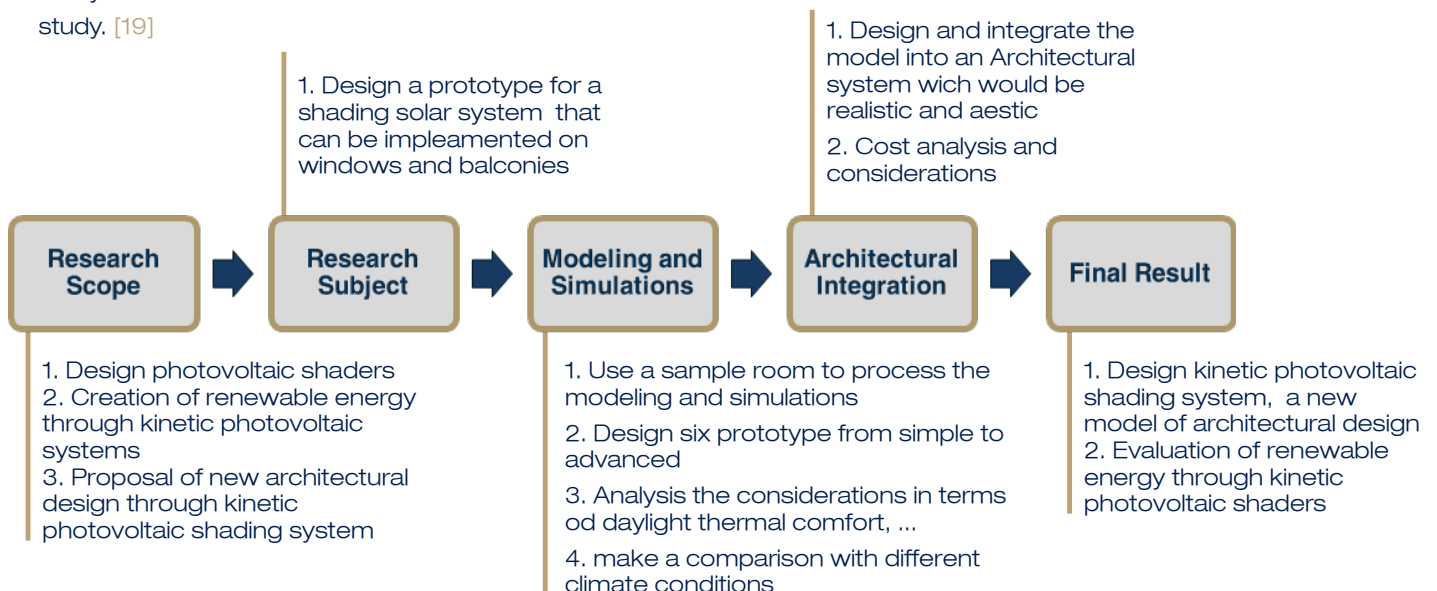 study. [19]
1. Design a prototype for a
shading solar system that
can be impleamented on
windows and balconies
1. Design and integrate the
model into an Architectural
system wich would be
realistic and aestic
2. Cost analysis and
considerations
Research
Scope
Research
Subject
Modeling and
Simulations
Architectural
Integration
Final Result
1. Design photovoltaic shaders
2. Creation of renewable energy
through kinetic photovoltaic
systems
3. Proposal of new architectural
design through kinetic
photovoltaic shading system
1. Use a sample room to process the
modeling and simulations
2. Design six prototype from simple to
advanced
3. Analysis the considerations in terms
od daylight thermal comfort, ...
4. make a comparison with different
climate conditions
1. Design kinetic photovoltaic
shading system, a new
model of architectural design
2. Evaluation of renewable
energy through kinetic
photovoltaic shaders